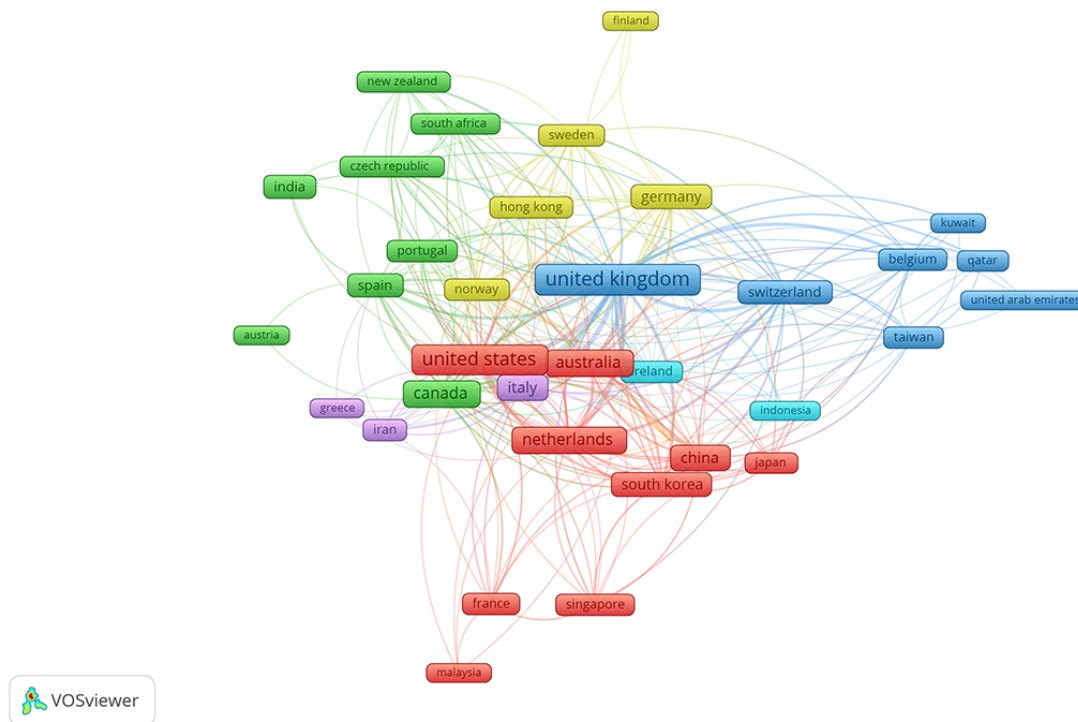 finland
new zealand
south africa
sweden
czech republic
india
germany
hong kong
kuwait
portugal
belgium
qatar
united kingdom
spain
norway
switzerland
united arab emirates
austria
taiwan
united states
australia
ireland
italy
canada
greece
indonesia
iran
netherlands
china
japan
south korea
france
singapore
malaysia
VOSviewer